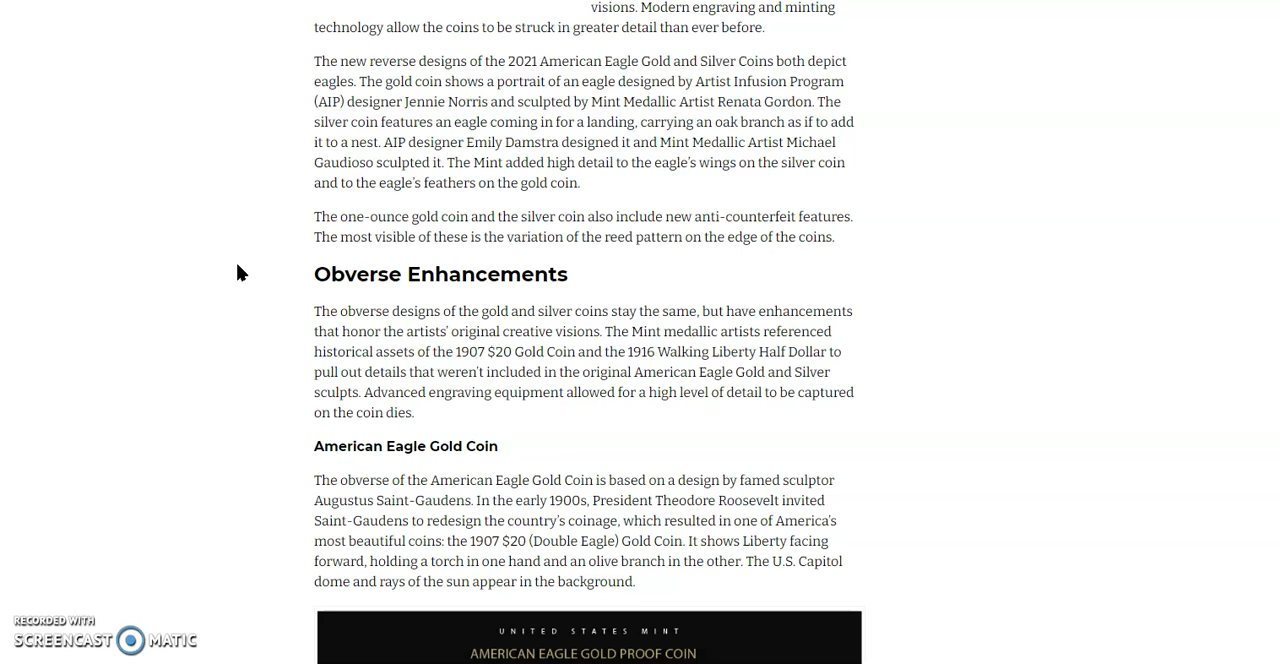 visions. Modern engraving and minting
technology allow the coins to be struck in greater detail than ever before.
The new reverse designs of the 2021 American Eagle Gold and Silver Coins both depict
eagles. The gold coin shows a portrait of an eagle designed by Artist Infusion Program
(AIP) designer Jennie Norris and sculpted by Mint Medallic Artist Renata Gordon. The
silver coin features an eagle coming in for a landing, carrying an oak branch as if to add
it to a nest. AIP designer Emily Damstra designed it and Mint Medallic Artist Michael
Gaudioso sculpted it. The Mint added high detail to the eagle's wings on the silver coin
and to the eagle's feathers on the gold coin.
The one-ounce gold coin and the silver coin also include new anti-counterfeit features.
The most visible of these is the variation of the reed pattern on the edge of the coins.
Obverse Enhancements
The obverse designs of the gold and silver coins stay the same, but have enhancements
that honor the artists' original creative visions. The Mint medallic artists referenced
historical assets of the 1907 $20 Gold Coin and the 1916 Walking Liberty Half Dollar to
pull out details that weren't included in the original American Eagle Gold and Silver
sculpts. Advanced engraving equipment allowed for a high level of detail to be captured
on the coin dies.
American Eagle Gold Coin
The obverse of the American Eagle Gold Coin is based on a design by famed sculptor
Augustus Saint-Gaudens. In the early 1900s, President Theodore Roosevelt invited
Saint-Gaudens to redesign the country's coinage, which resulted in one of America's
most beautiful coins: the 1907 $20 (Double Eagle) Gold Coin. It shows Liberty facing
forward, holding a torch in one hand and an olive branch in the other. The U.S. Capitol
dome and rays of the sun appear in the background.
UNITED STATES MINT
AMERICAN EAGLE GOLD PROOF COIN
RECORDED WITH
SCREENCAST MATIC